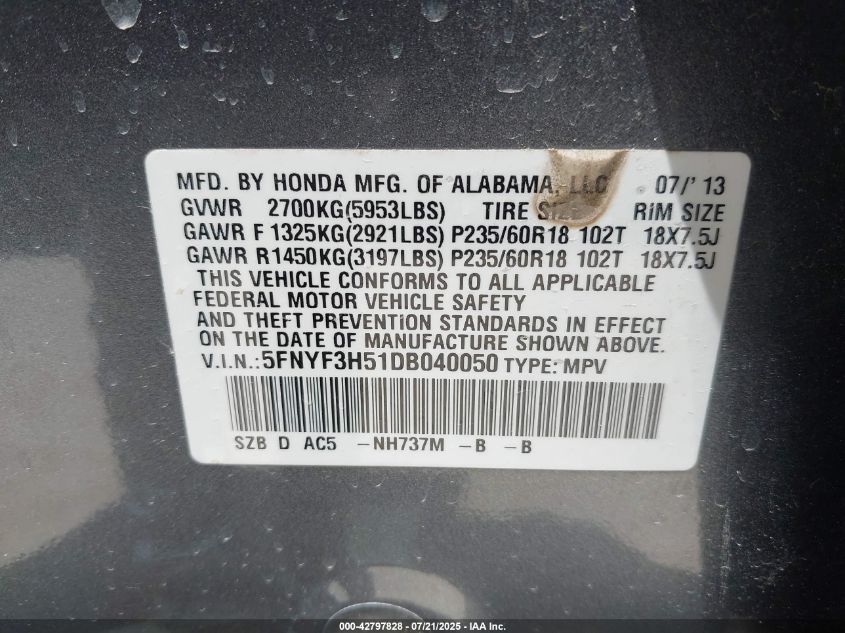 MFD. BY HONDA MFG. OF ALABAMA, LLC 07/'13
GVWR 2700KG(5953LBS) TIRE SIZE RIM SIZE
GAWR F 1325KG(2921LBS) P235/60R18 102T 18X7.5J
GAWR R1450KG(3197LBS) P235/60R18 102T 18X7.5J
THIS VEHICLE CONFORMS TO ALL APPLICABLE
FEDERAL MOTOR VEHICLE SAFETY
AND THEFT PREVENTION STANDARDS IN EFFECT
ON THE DATE OF MANUFACTURE SHOWN ABOVE.
V.I.N.:5FNYF3H51DB040050 TYPE: MPV
SZB D AC5 -NH737M -B -B
000-42797828 - 07/21/2025 - IAA Inc.